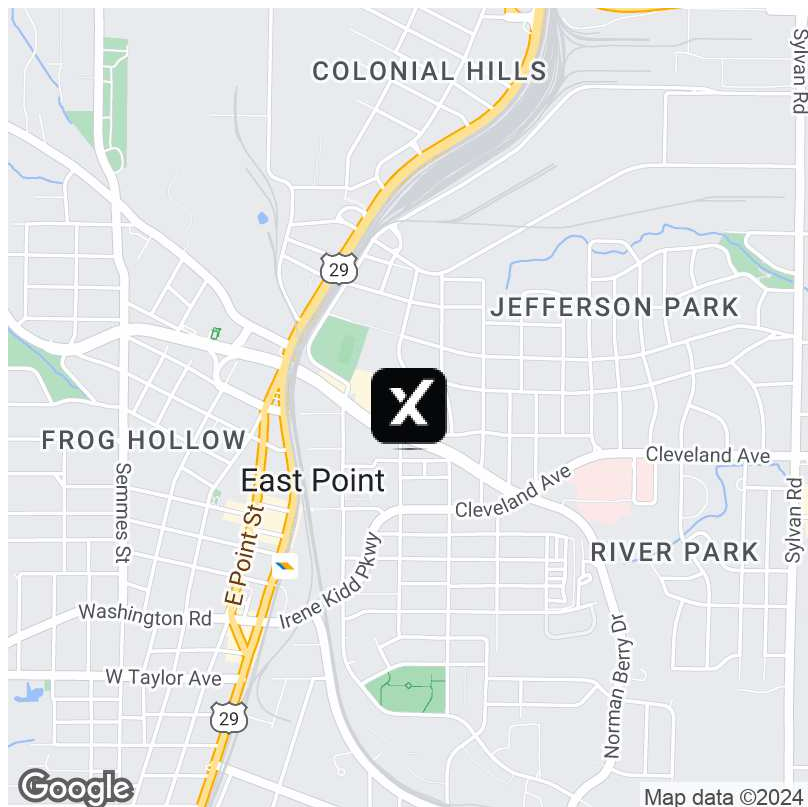 COLONIAL HILLS
Sylvan Rd
29
JEFFERSON PARK
X
FROG HOLLOW
Semmes St
East Point
Cleveland Ave
Cleveland Ave
Sylvan Rd
E Point St
RIVER PARK
Irene Kidd Pkwy
Washington Rd
W Taylor Ave
Norman Berry Dr
29
Google
Map data ©2024